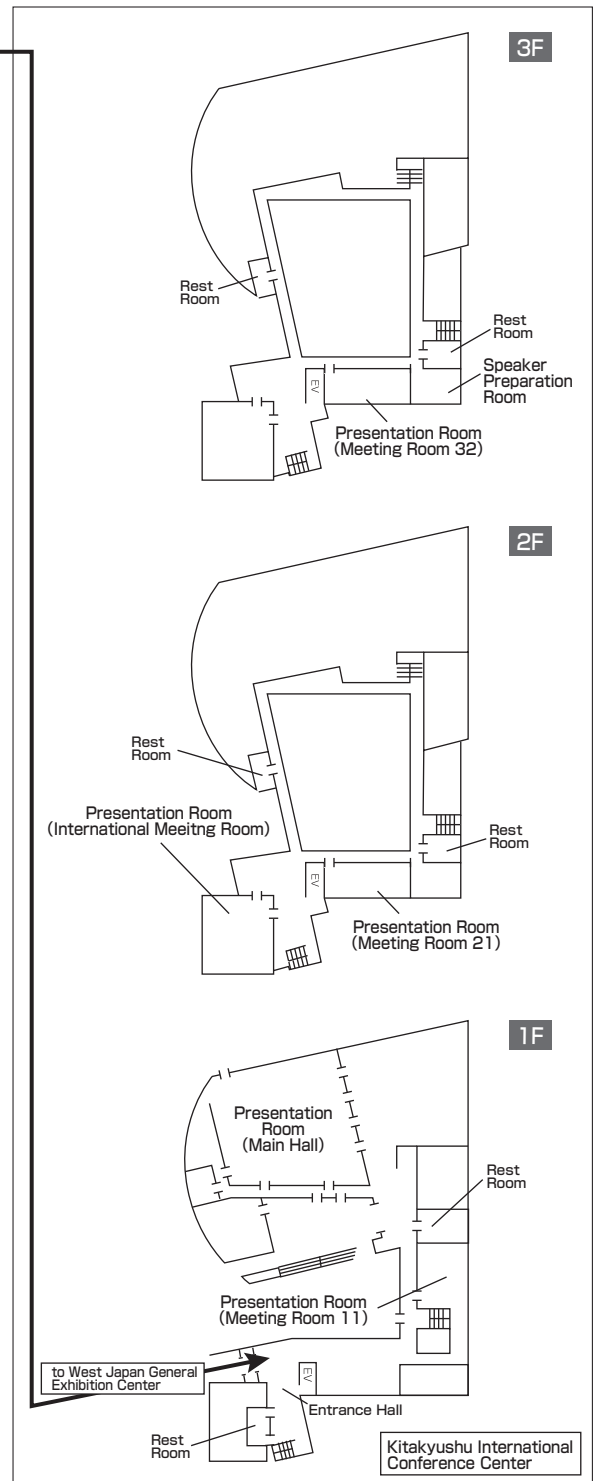 3F
Rest
Room
Rest
Room
Speaker
Preparation
Room
EV
Presentation Room
(Meeting Room 32)
2F
Rest
Room
Presentation Room
(International Meeitng Room)
Rest
Room
EV
Presentation Room
(Meeting Room 21)
1F
Presentation
Room
(Main Hall)
Rest
Room
Presentation Room
(Meeting Room 11)
to West Japan General
Exhibition Center
EV
Entrance Hall
Rest
Room
Kitakyushu International
Conference Center